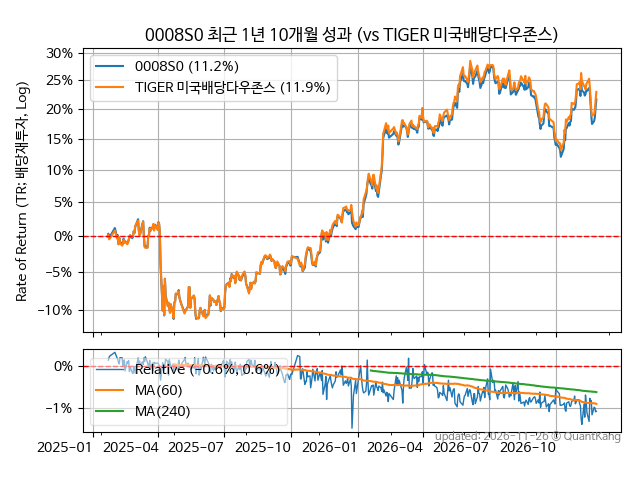 0008S0 최근 1년 10개월 성과 (vs TIGER 미국배당다우존스)
Rate of Return (TR: 배당재투자, Log)
30%
25%
20%
15%
10%
5%
0%
−5%
−10%
0008S0 (11.2%)
TIGER 미국배당다우존스 (11.9%)
0%
−1%
Relative (−0.6%, 0.6%)
MA(60)
MA(240)
2025-01 2025-04 2025-07 2025-10 2026-01 2026-04 2026-07 2026-10
updated: 2026-11-26 © QuantKang